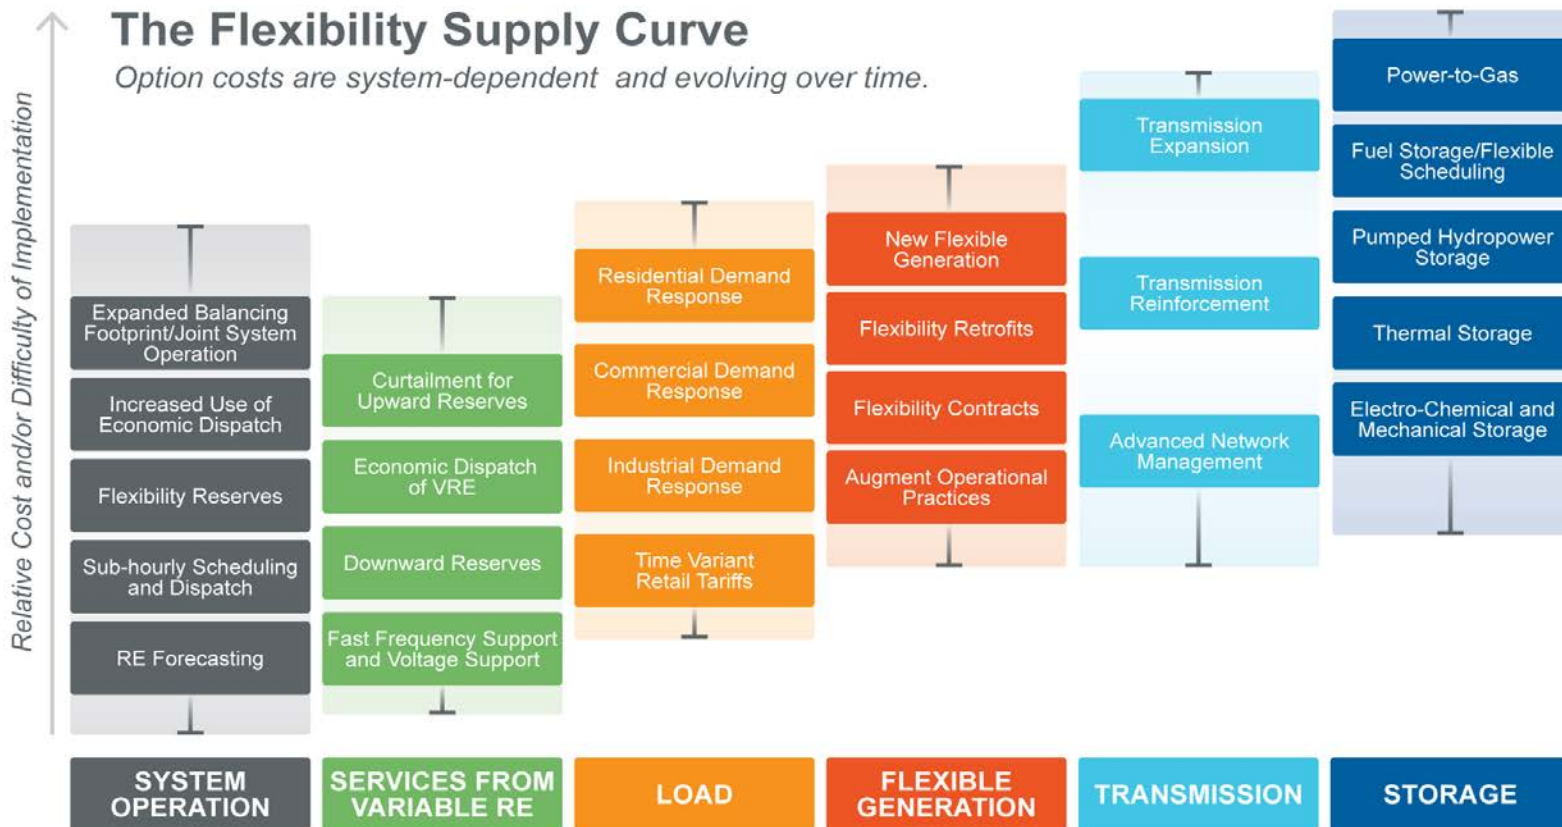 The Flexibility Supply Curve
Option costs are system-dependent and evolving over time.
Relative Cost and/or Difficulty of Implementation
Expanded Balancing
Footprint/Joint System
Operation
Increased Use of
Economic Dispatch
Flexibility Reserves
Sub-hourly Scheduling
and Dispatch
RE Forecasting
SYSTEM
OPERATION
Curtailment for
Upward Reserves
Economic Dispatch
of VRE
Downward Reserves
Fast Frequency Support
and Voltage Support
SERVICES FROM
VARIABLE RE
Residential Demand
Response
Commercial Demand
Response
Industrial Demand
Response
Time Variant
Retail Tariffs
LOAD
New Flexible
Generation
Flexibility Retrofits
Flexibility Contracts
Augment Operational
Practices
FLEXIBLE
GENERATION
Transmission
Expansion
Transmission
Reinforcement
Advanced Network
Management
TRANSMISSION
Power-to-Gas
Fuel Storage/Flexible
Scheduling
Pumped Hydropower
Storage
Thermal Storage
Electro-Chemical and
Mechanical Storage
STORAGE